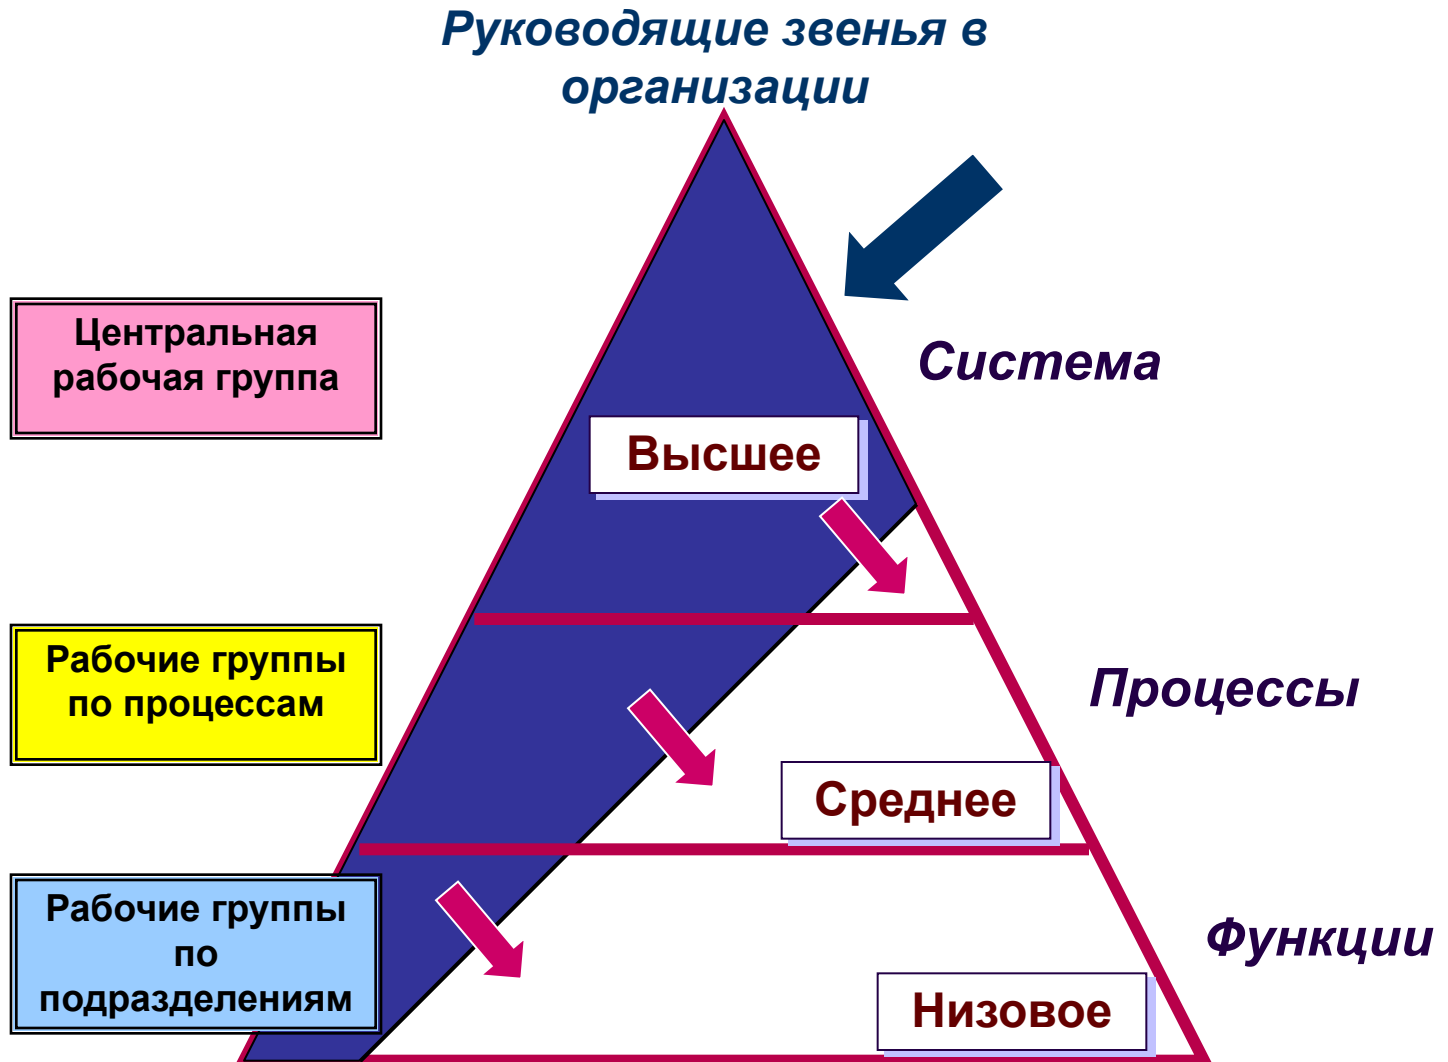 Руководящие звенья в
организации
Центральная
рабочая группа
Система
Высшее
Рабочие группы
по процессам
Процессы
Среднее
Рабочие группы
по
подразделениям
Функции
Низовое